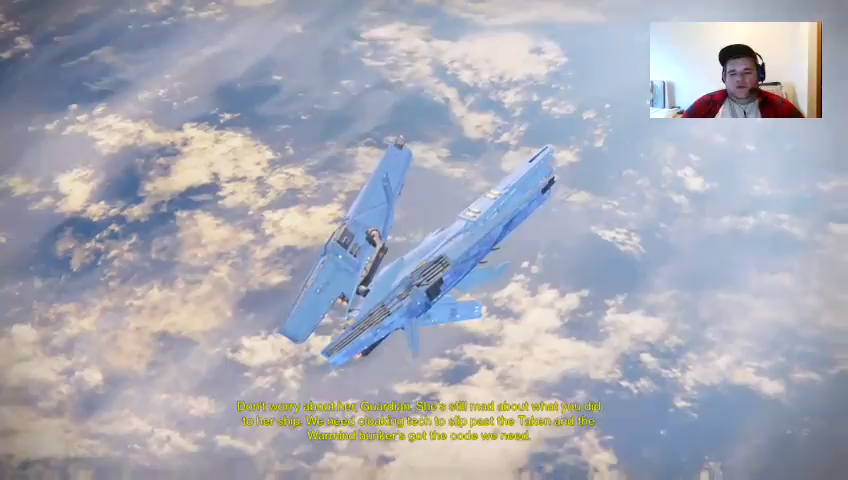 Don't worry about her, Guardian. She's still mad about what you did
to her ship. We need cloaking tech to slip past the Taken and the
Warmind bunker's got the code we need.